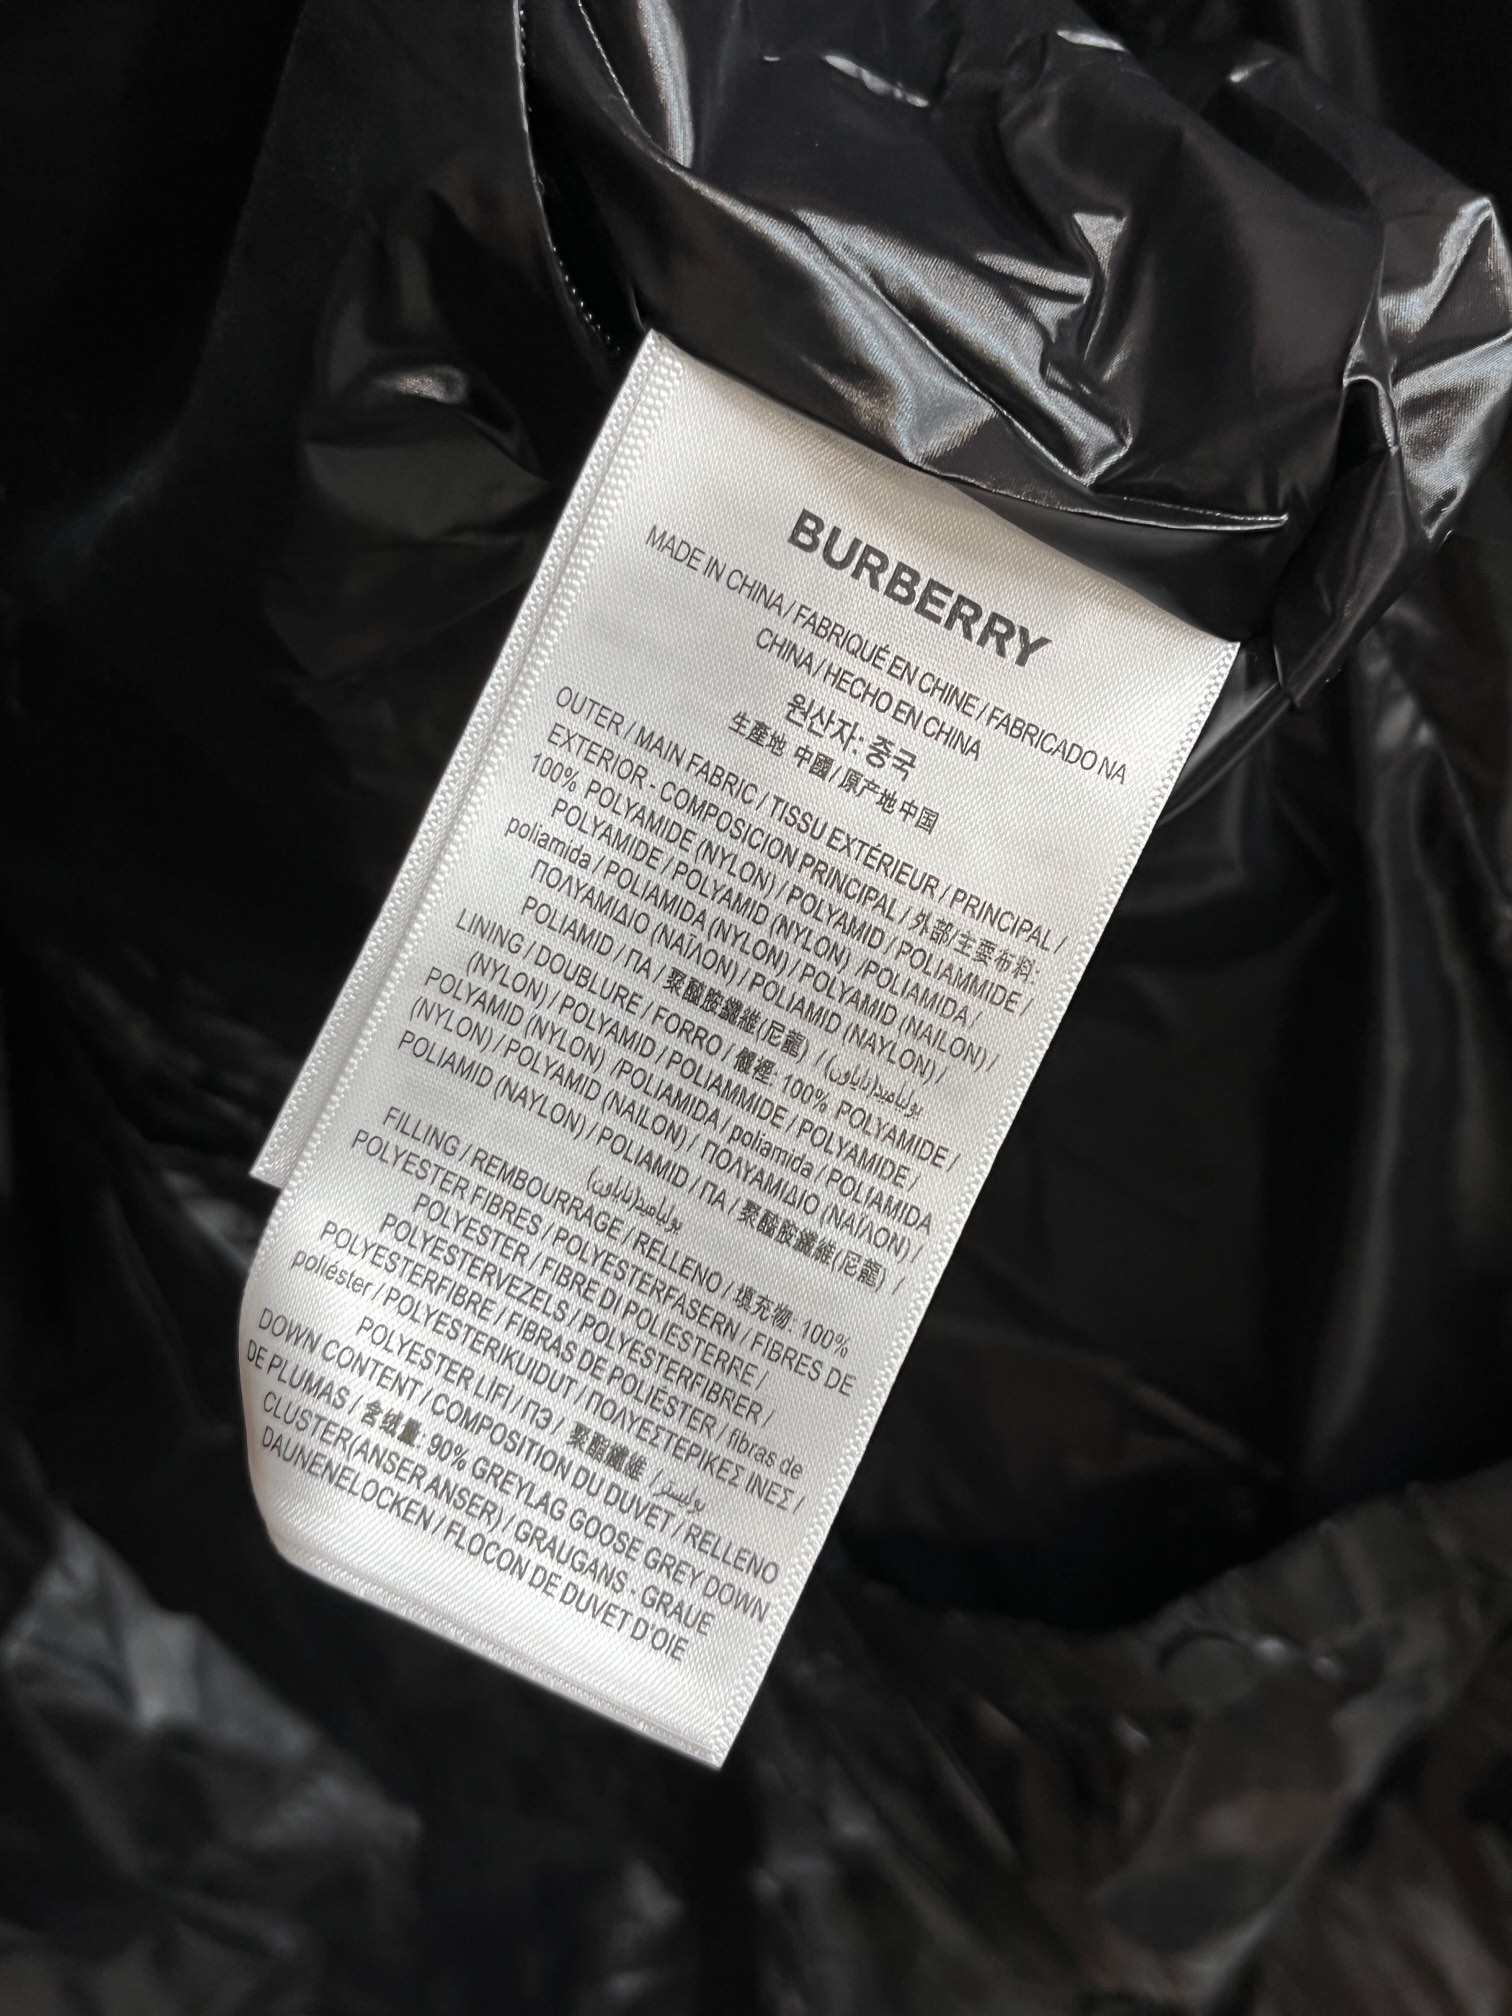 BURBERRY
MADE IN CHINA / FABRIQUÉ EN CHINE / FABRICADO NA
CHINA / HECHO EN CHINA
원산자: 중국
生產地 中國 / 原产地 中国
OUTER / MAIN FABRIC / TISSU EXTÉRIEUR / PRINCIPAL /
EXTERIOR - COMPOSICION PRINCIPAL / 外部/主要布料:
100% POLYAMIDE (NYLON) / POLYAMID / POLIAMMIDE /
POLYAMIDE / POLYAMID (NYLON) /POLIAMIDA /
poliamida / POLIAMIDA (NYLON) / POLYAMID (NAILON) /
ΠΟΛΥΑΜΙΔΙΟ (ΝΑΪΛΟΝ) / POLIAMID (NAYLON) /
POLIAMID / ПА / 聚醯胺纖維(尼龍) / بولياميد(نايلون)
LINING / DOUBLURE / FORRO / 襯裡: 100% POLYAMIDE /
(NYLON) / POLYAMID / POLIAMMIDE / POLYAMIDE /
POLYAMID (NYLON) /POLIAMIDA / poliamida / POLIAMIDA
(NYLON) / POLYAMID (NAILON) / ΠΟΛΥΑΜΙΔΙΟ (ΝΑΪΛΟΝ) /
POLIAMID (NAYLON) / POLIAMID / ПА / 聚醯胺纖維(尼龍) /
بولياميد(نايلون)
FILLING / REMBOURRAGE / RELLENO / 填充物: 100%
POLYESTER FIBRES / POLYESTERFASERN / FIBRES DE
POLYESTER / FIBRE DI POLIESTERRE /
POLYESTERVEZELS / POLYESTERFIBRER /
POLYESTERFIBRE / FIBRAS DE POLIÉSTER / fibras de
poliéster / POLYESTERIKUIDUT / ΠΟΛΥΕΣΤΕΡΙΚΕΣ ΙΝΕΣ /
POLYESTER LIFI / ПЭ / 聚酯纖維 / بوليستر
DOWN CONTENT / COMPOSITION DU DUVET / RELLENO
DE PLUMAS / 含绒量: 90% GREYLAG GOOSE GREY DOWN
CLUSTER(ANSER ANSER) / GRAUGANS - GRAUE
DAUNENELOCKEN / FLOCON DE DUVET D'OIE